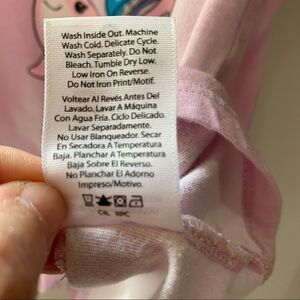 Wash Inside Out. Machine
Wash Cold. Delicate Cycle.
Wash Separately. Do Not
Bleach. Tumble Dry Low.
Low Iron On Reverse.
Do Not Iron Print/Motif.
Voltear Al Revés Antes Del
Lavado. Lavar A Máquina
Con Agua Fría. Ciclo Delicado.
Lavar Separadamente.
No Usar Blanqueador. Secar
En Secadora A Temperatura
Baja. Planchar A Temperatura
Baja Sobre El Reverso.
No Planchar El Adorno
Impreso/Motivo.